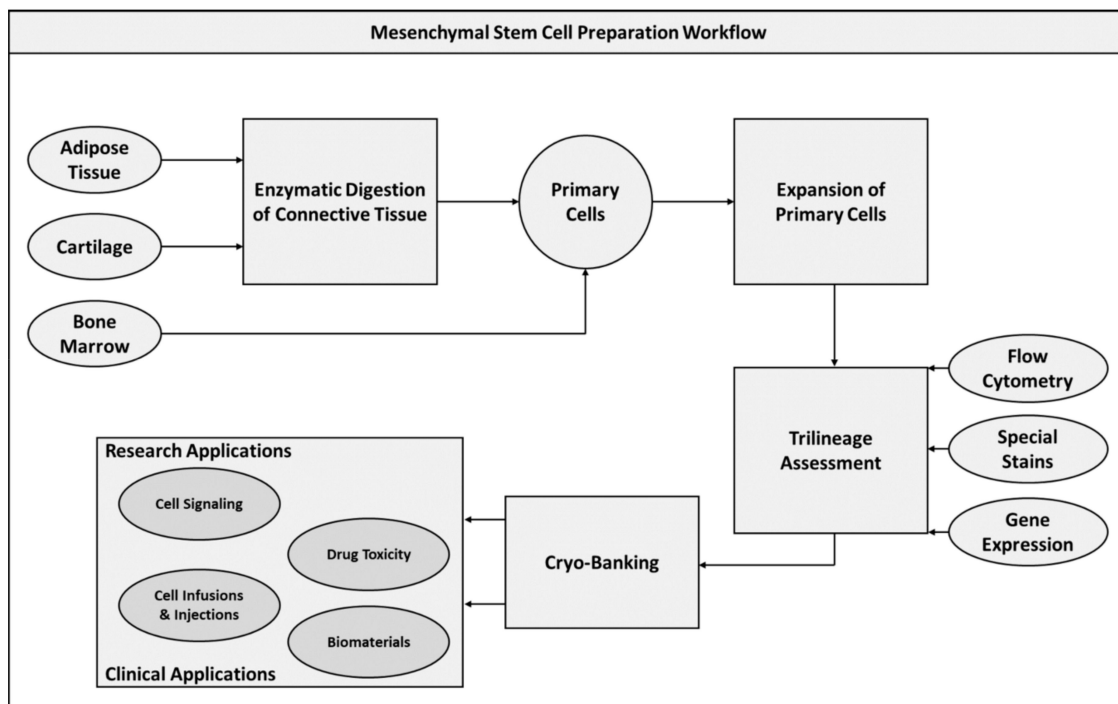 Mesenchymal Stem Cell Preparation Workflow
Adipose
Tissue
Cartilage
Bone
Marrow
Enzymatic Digestion
of Connective Tissue
Primary
Cells
Expansion of
Primary Cells
Flow
Cytometry
Special
Stains
Gene
Expression
Trilineage
Assessment
Cryo-Banking
Research Applications
Cell Signaling
Drug Toxicity
Cell Infusions
& Injections
Biomaterials
Clinical Applications